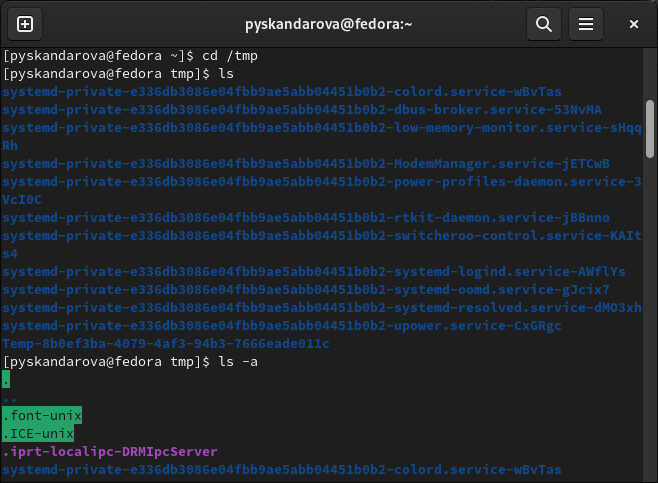 pyskandarova@fedora:~
[pyskandarova@fedora ~]$ cd /tmp
[pyskandarova@fedora tmp]$ ls
systemd-private-e336db3086e04fbb9ae5abb04451b0b2-colord.service-wBvTas
systemd-private-e336db3086e04fbb9ae5abb04451b0b2-dbus-broker.service-53NvMA
systemd-private-e336db3086e04fbb9ae5abb04451b0b2-low-memory-monitor.service-sHqq
Rh
systemd-private-e336db3086e04fbb9ae5abb04451b0b2-ModemManager.service-jETCwB
systemd-private-e336db3086e04fbb9ae5abb04451b0b2-power-profiles-daemon.service-3
VcI0C
systemd-private-e336db3086e04fbb9ae5abb04451b0b2-rtkit-daemon.service-jBBnno
systemd-private-e336db3086e04fbb9ae5abb04451b0b2-switcheroo-control.service-KAIt
s4
systemd-private-e336db3086e04fbb9ae5abb04451b0b2-systemd-logind.service-AWflYs
systemd-private-e336db3086e04fbb9ae5abb04451b0b2-systemd-oomd.service-gJcix7
systemd-private-e336db3086e04fbb9ae5abb04451b0b2-systemd-resolved.service-dMO3xh
systemd-private-e336db3086e04fbb9ae5abb04451b0b2-upower.service-CxGRgc
Temp-8b0ef3ba-4079-4af3-94b3-7666eade011c
[pyskandarova@fedora tmp]$ ls -a
.
..
.font-unix
.ICE-unix
.iprt-localipc-DRMIpcServer
systemd-private-e336db3086e04fbb9ae5abb04451b0b2-colord.service-wBvTas